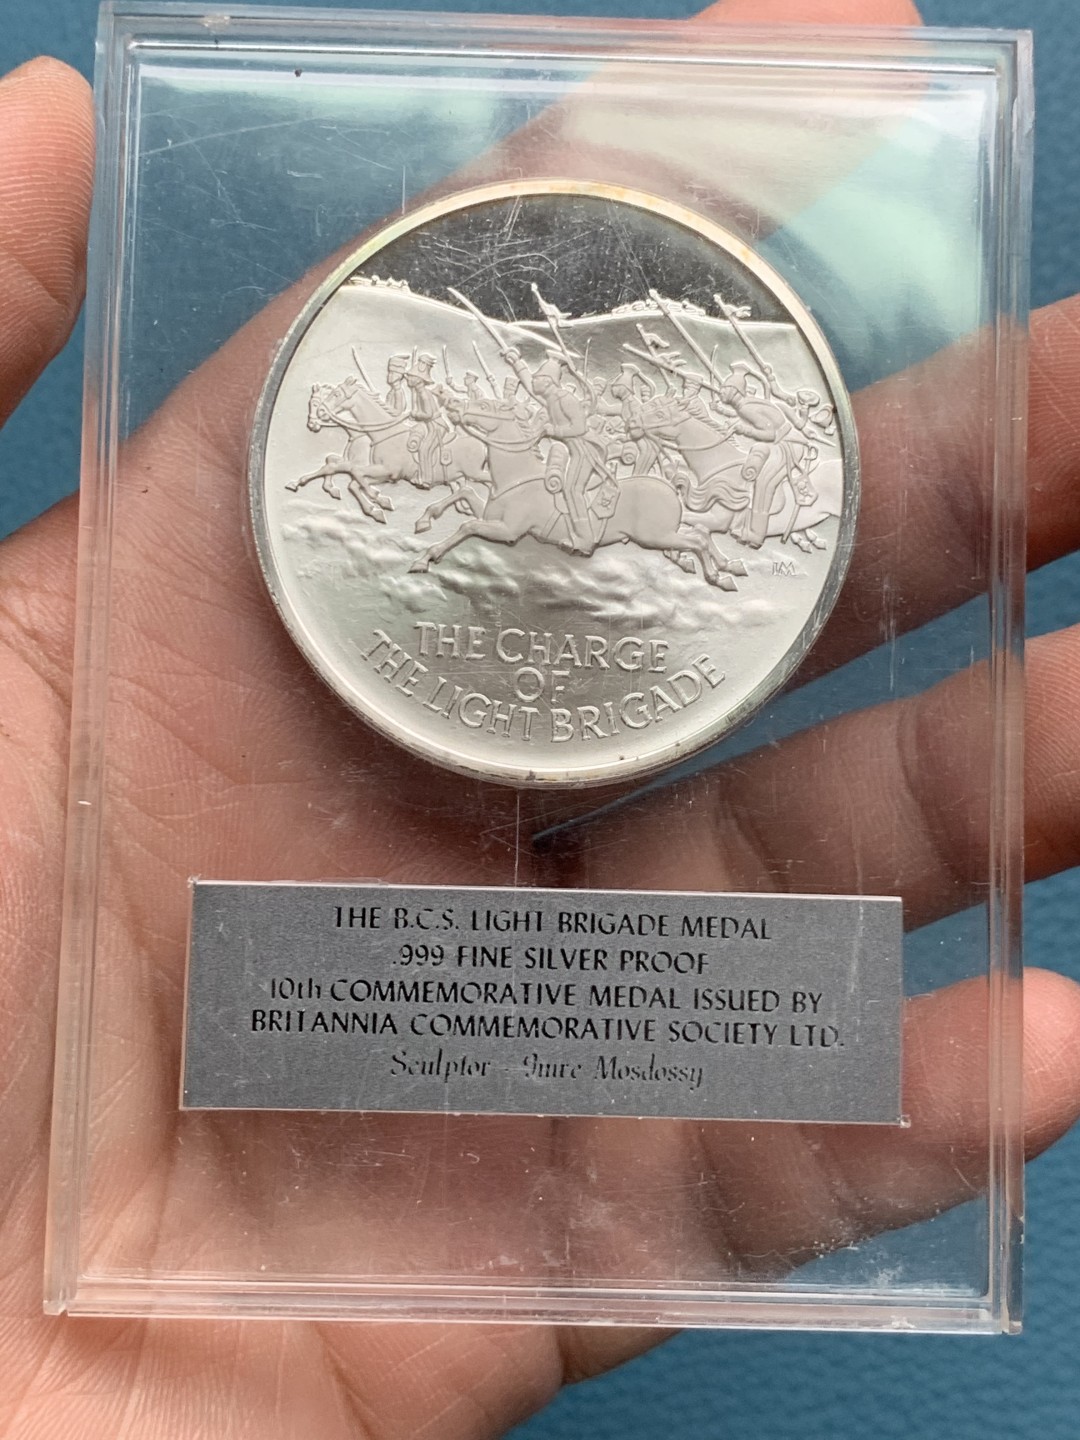 IM
THE CHARGE
OF
THE LIGHT BRIGADE
THE B.C.S. LIGHT BRIGADE MEDAL
.999 FINE SILVER PROOF
10th COMMEMORATIVE MEDAL ISSUED BY
BRITANNIA COMMEMORATIVE SOCIETY LTD.
Sculptor - Imre Mosdossy